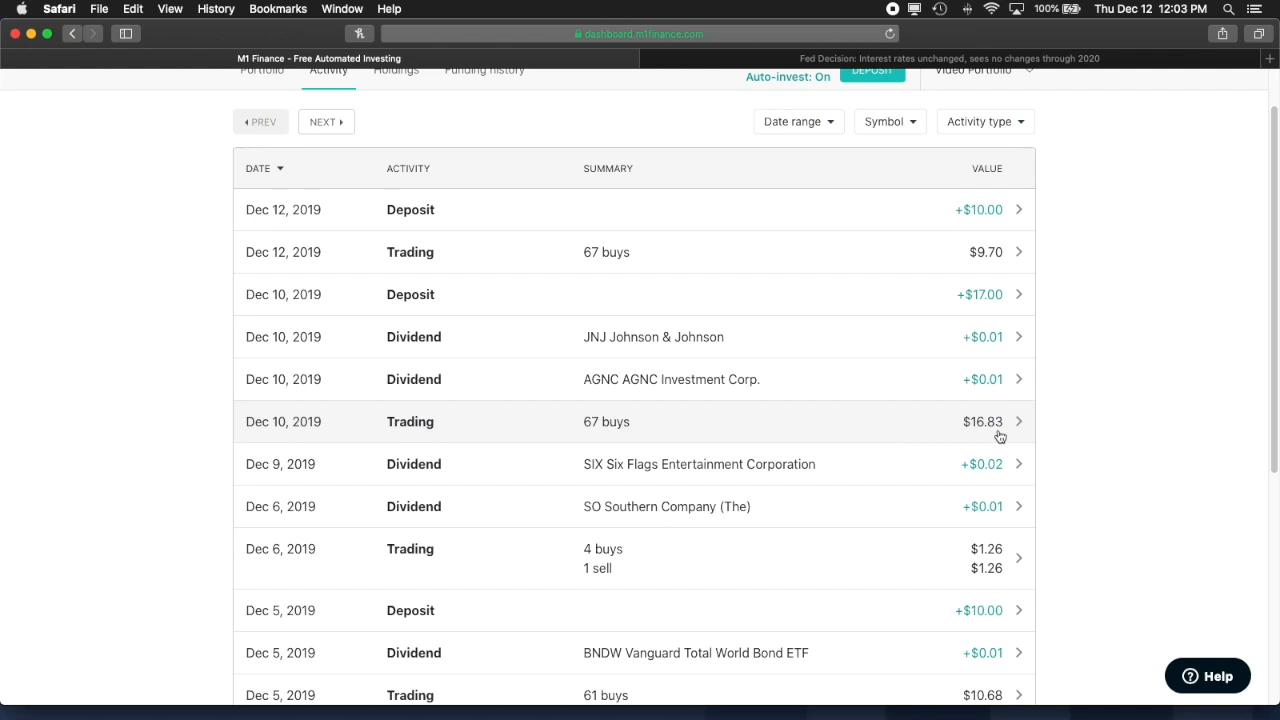 Safari File Edit View History Bookmarks Window Help 100% Thu Dec 12 12:03 PM
dashboard.m1finance.com
M1 Finance - Free Automated Investing Fed Decision: Interest rates unchanged, sees no changes through 2020
Portfolio Activity Holdings Funding history Auto-invest: On DEPOSIT Video Portfolio
PREV NEXT Date range Symbol Activity type
DATE ACTIVITY SUMMARY VALUE
Dec 12, 2019 Deposit +$10.00
Dec 12, 2019 Trading 67 buys $9.70
Dec 10, 2019 Deposit +$17.00
Dec 10, 2019 Dividend JNJ Johnson & Johnson +$0.01
Dec 10, 2019 Dividend AGNC AGNC Investment Corp. +$0.01
Dec 10, 2019 Trading 67 buys $16.83
Dec 9, 2019 Dividend SIX Six Flags Entertainment Corporation +$0.02
Dec 6, 2019 Dividend SO Southern Company (The) +$0.01
Dec 6, 2019 Trading 4 buys $1.26
1 sell $1.26
Dec 5, 2019 Deposit +$10.00
Dec 5, 2019 Dividend BNDW Vanguard Total World Bond ETF +$0.01
Dec 5, 2019 Trading 61 buys $10.68
Help